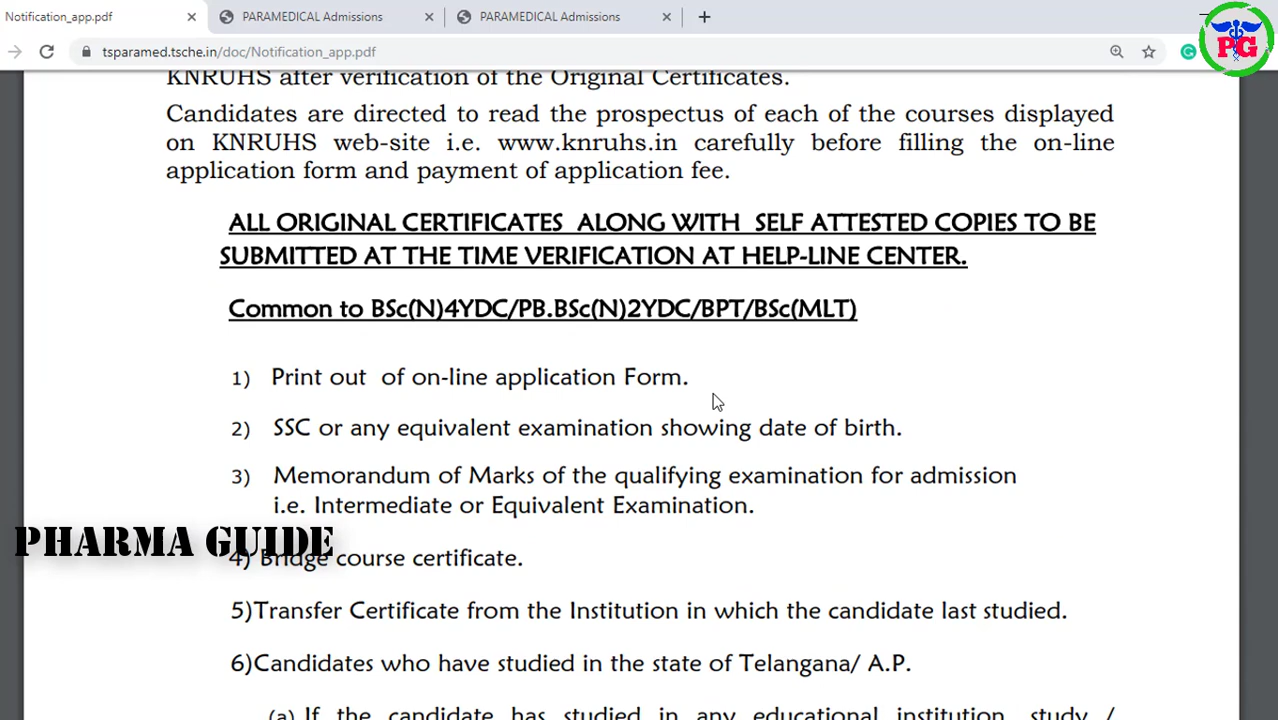 Notification_app.pdf
PARAMEDICAL Admissions
PARAMEDICAL Admissions
tsparamed.tsche.in/doc/Notification_app.pdf
PG
KNRUHS after verification of the Original Certificates.
Candidates are directed to read the prospectus of each of the courses displayed
on KNRUHS web-site i.e. www.knruhs.in carefully before filling the on-line
application form and payment of application fee.
ALL ORIGINAL CERTIFICATES ALONG WITH SELF ATTESTED COPIES TO BE
SUBMITTED AT THE TIME VERIFICATION AT HELP-LINE CENTER.
Common to BSc(N)4YDC/PB.BSc(N)2YDC/BPT/BSc(MLT)
1) Print out of on-line application Form.
2) SSC or any equivalent examination showing date of birth.
3) Memorandum of Marks of the qualifying examination for admission
i.e. Intermediate or Equivalent Examination.
PHARMA GUIDE
4) Bridge course certificate.
5)Transfer Certificate from the Institution in which the candidate last studied.
6)Candidates who have studied in the state of Telangana/ A.P.
(a) If the candidate has studied in any educational institution, study /